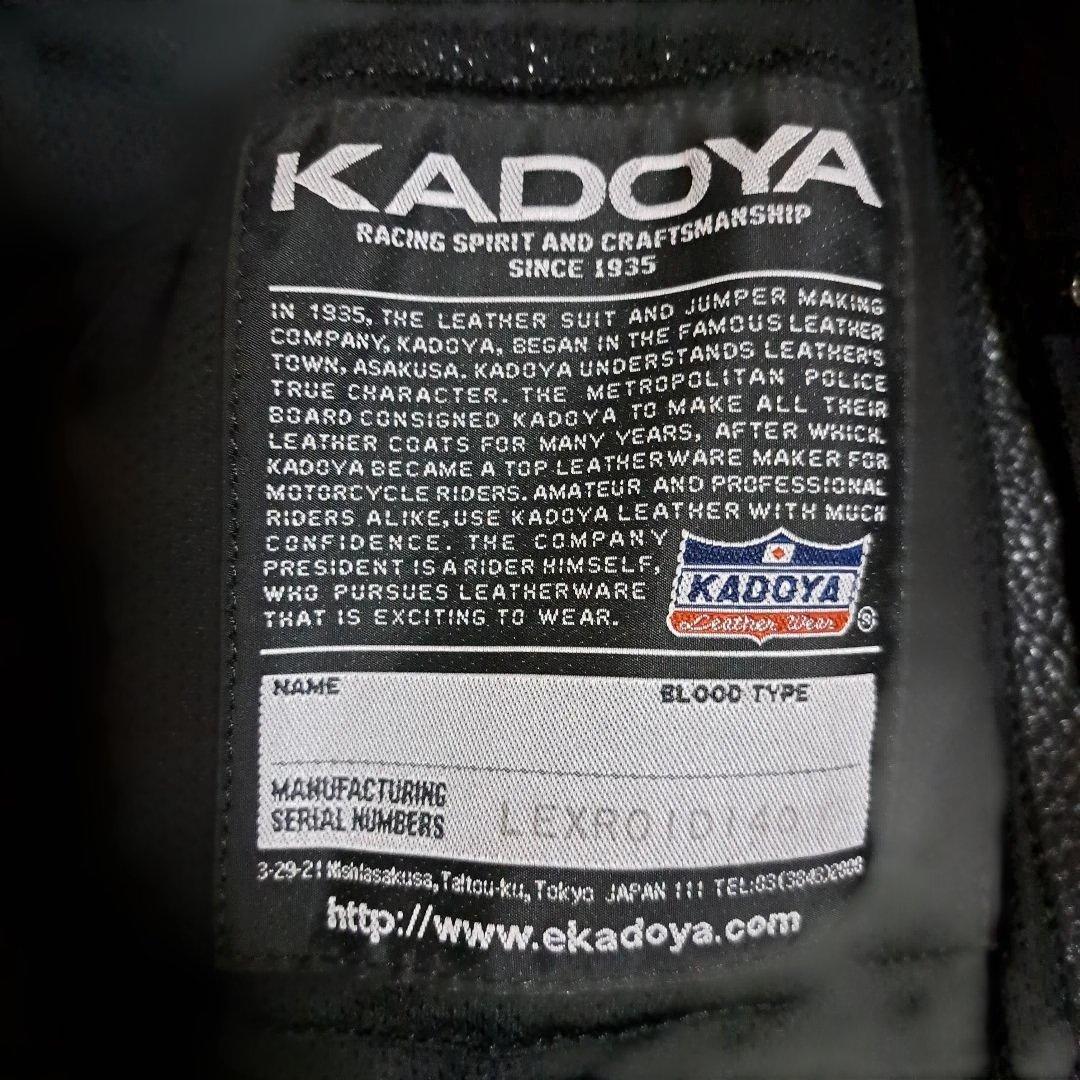 KADOYA
RACING SPIRIT AND CRAFTSMANSHIP
SINCE 1935
IN 1935, THE LEATHER SUIT AND JUMPER MAKING
COMPANY, KADOYA, BEGAN IN THE FAMOUS LEATHER
TOWN, ASAKUSA. KADOYA UNDERSTANDS LEATHER'S
TRUE CHARACTER. THE METROPOLITAN POLICE
BOARD CONSIGNED KADOYA TO MAKE ALL THEIR
LEATHER COATS FOR MANY YEARS, AFTER WHICH.
KADOYA BECAME A TOP LEATHERWARE MAKER FOR
MOTORCYCLE RIDERS. AMATEUR AND PROFESSIONAL
RIDERS ALIKE, USE KADOYA LEATHER WITH MUCH
CONFIDENCE. THE COMPANY
PRESIDENT IS A RIDER HIMSELF,
WHO PURSUES LEATHERWARE
THAT IS EXCITING TO WEAR.
KADOYA
Leather Wear
®
NAME BLOOD TYPE
MANUFACTURING
SERIAL NUMBERS
3-29-21 Nishiasakusa, Taitou-ku, Tokyo JAPAN 111 TEL:03(3843)2000
http://www.ekadoya.com